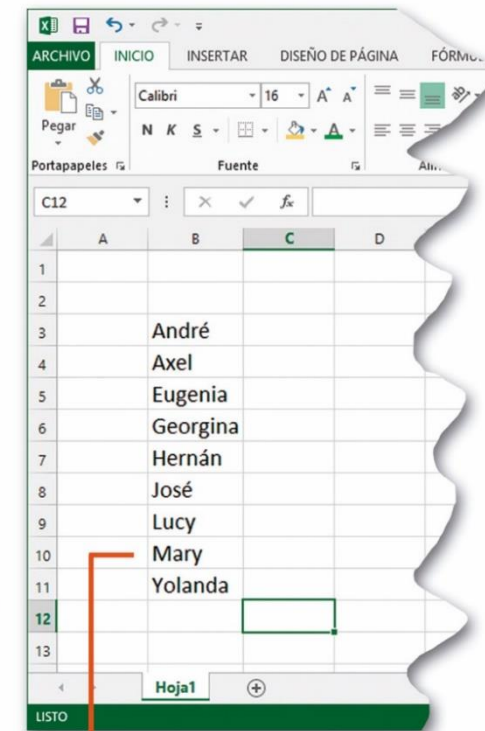 ARCHIVO INICIO INSERTAR DISEÑO DE PÁGINA
Calibri 16 A A
Pegar
N K S A
Portapapeles Fuente
C12 fx
A B C D
1
2
3 André
4 Axel
5 Eugenia
6 Georgina
7 Hernán
8 José
9 Lucy
10 Mary
11 Yolanda
12
13
Hoja1
LISTO